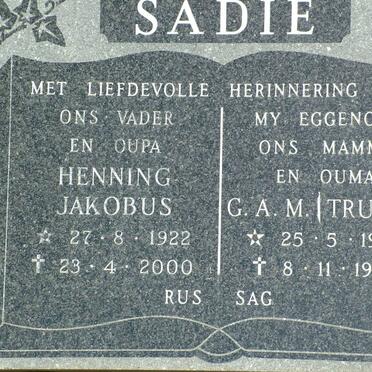 SADIE
MET LIEFDEVOLLE HERINNERING
ONS VADER
EN OUPA
HENNING
JAKOBUS
☆ 27·8·1922
✝ 23·4·2000
MY EGGENO
ONS MAMM
EN OUMA
G.A.M. (TRU
☆ 25·5·19
✝ 8·11·19
RUS SAG